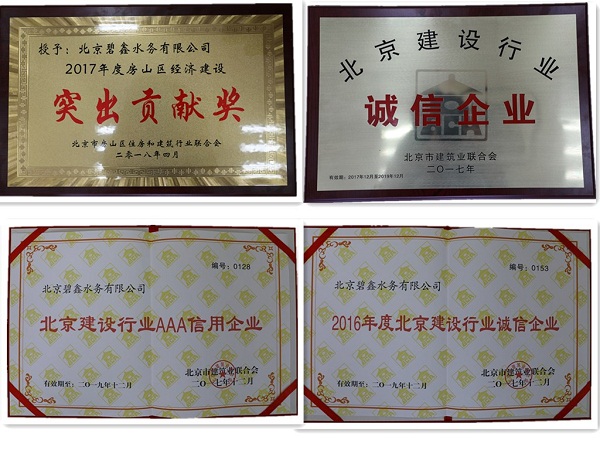 授予：北京碧鑫水务有限公司
2017年度房山区经济建设
突出贡献奖
北京市房山区住房和建筑行业联合会
二零一八年四月
北京建设行业
诚信企业
北京市建筑业联合会
二〇一七年
有效期：2017年12月至2019年12月
编号：0128
北京碧鑫水务有限公司
北京建设行业AAA信用企业
北京市建筑业联合会
有效期至：二〇一九年十二月
二〇一七年十二月
编号：0153
北京碧鑫水务有限公司
2016年度北京建设行业诚信企业
北京市建筑业联合会
有效期至：二〇一九年十二月
二〇一七年十二月